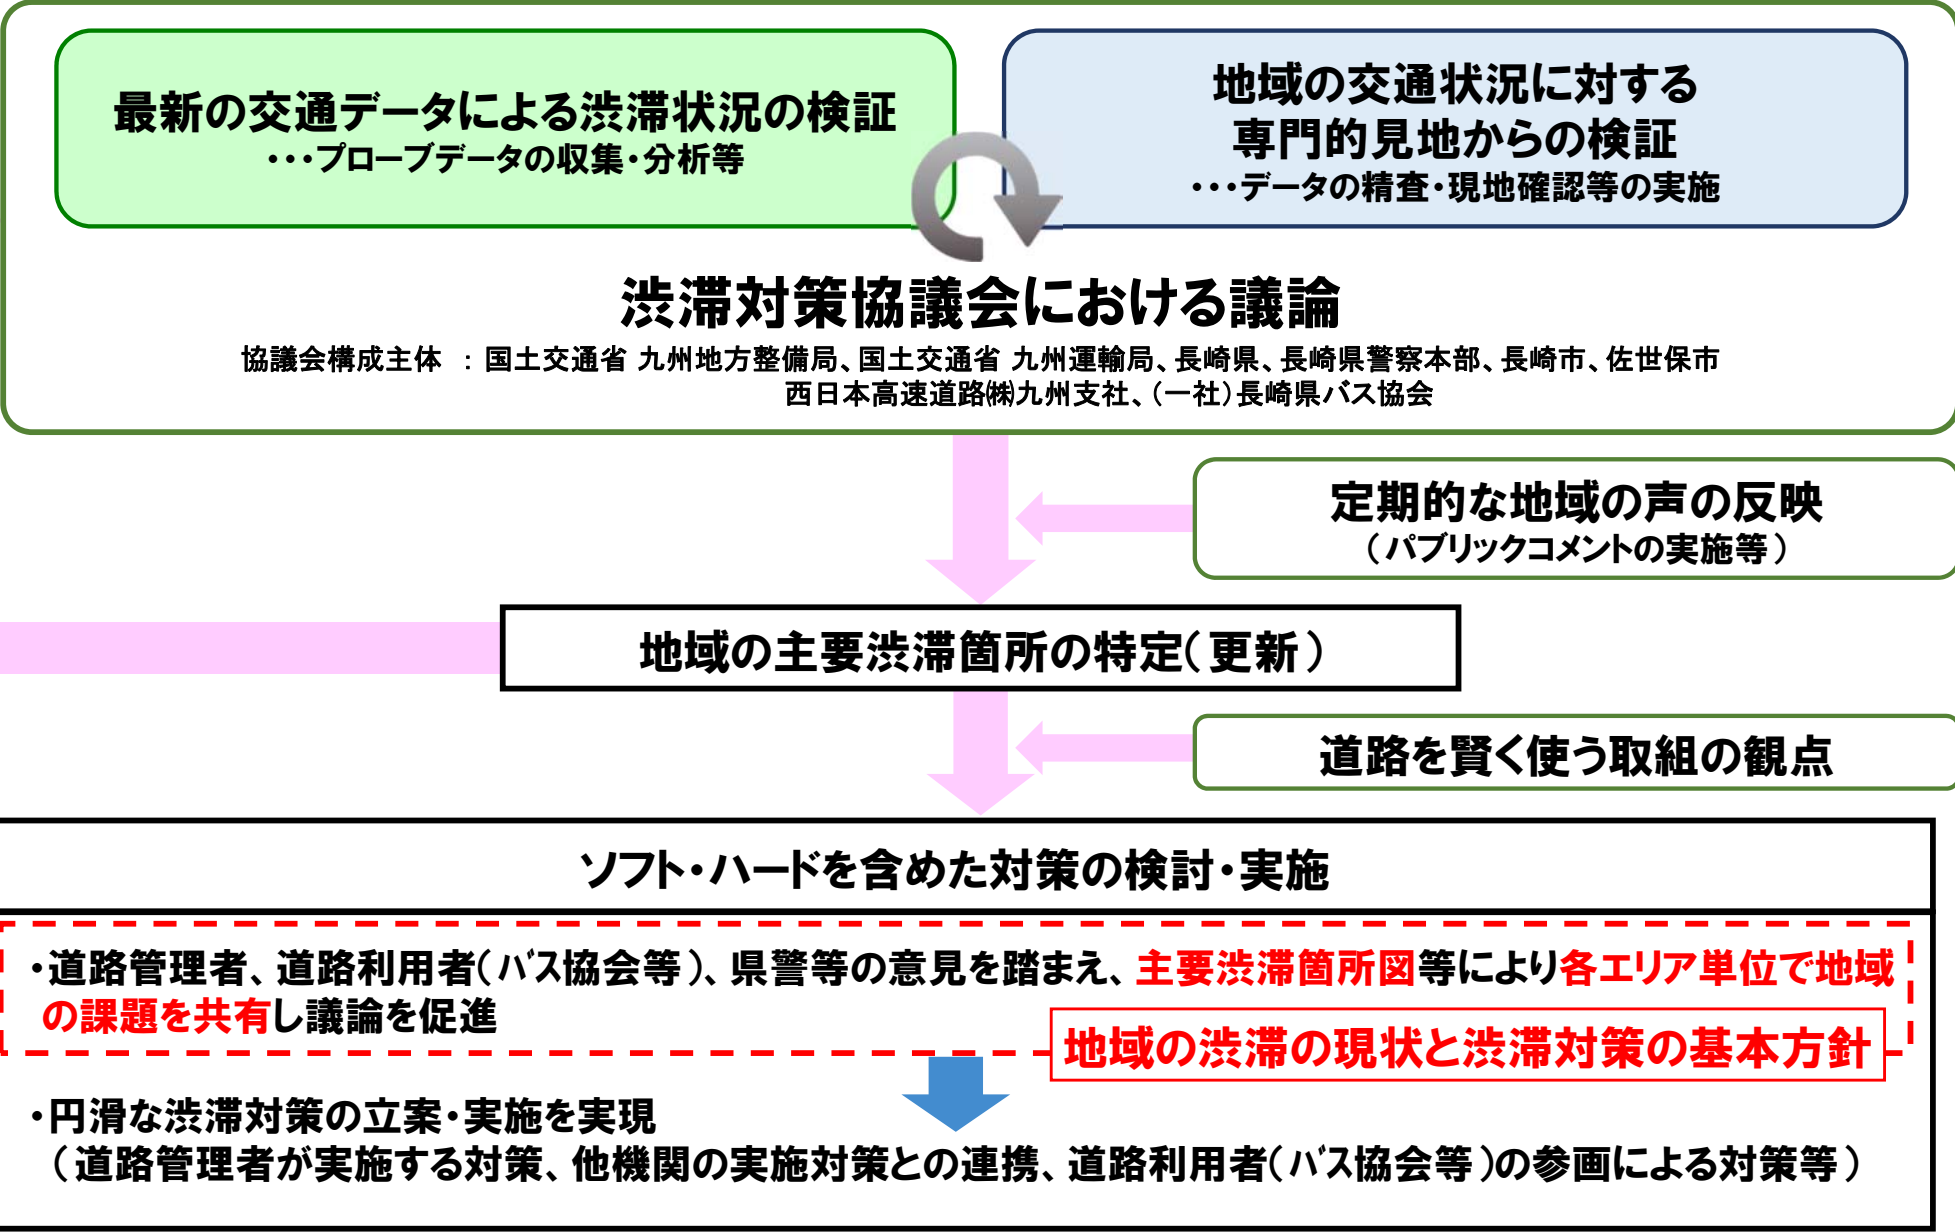 最新の交通データによる渋滞状況の検証
・・・プローブデータの収集・分析等
地域の交通状況に対する
専門的見地からの検証
・・・データの精査・現地確認等の実施
渋滞対策協議会における議論
協議会構成主体 : 国土交通省 九州地方整備局、国土交通省 九州運輸局、長崎県、長崎県警察本部、長崎市、佐世保市
西日本高速道路㈱九州支社、(一社)長崎県バス協会
定期的な地域の声の反映
(パブリックコメントの実施等)
地域の主要渋滞箇所の特定(更新)
道路を賢く使う取組の観点
ソフト・ハードを含めた対策の検討・実施
・道路管理者、道路利用者(バス協会等)、県警等の意見を踏まえ、主要渋滞箇所図等により各エリア単位で地域
の課題を共有し議論を促進
地域の渋滞の現状と渋滞対策の基本方針
・円滑な渋滞対策の立案・実施を実現
(道路管理者が実施する対策、他機関の実施対策との連携、道路利用者(バス協会等)の参画による対策等)